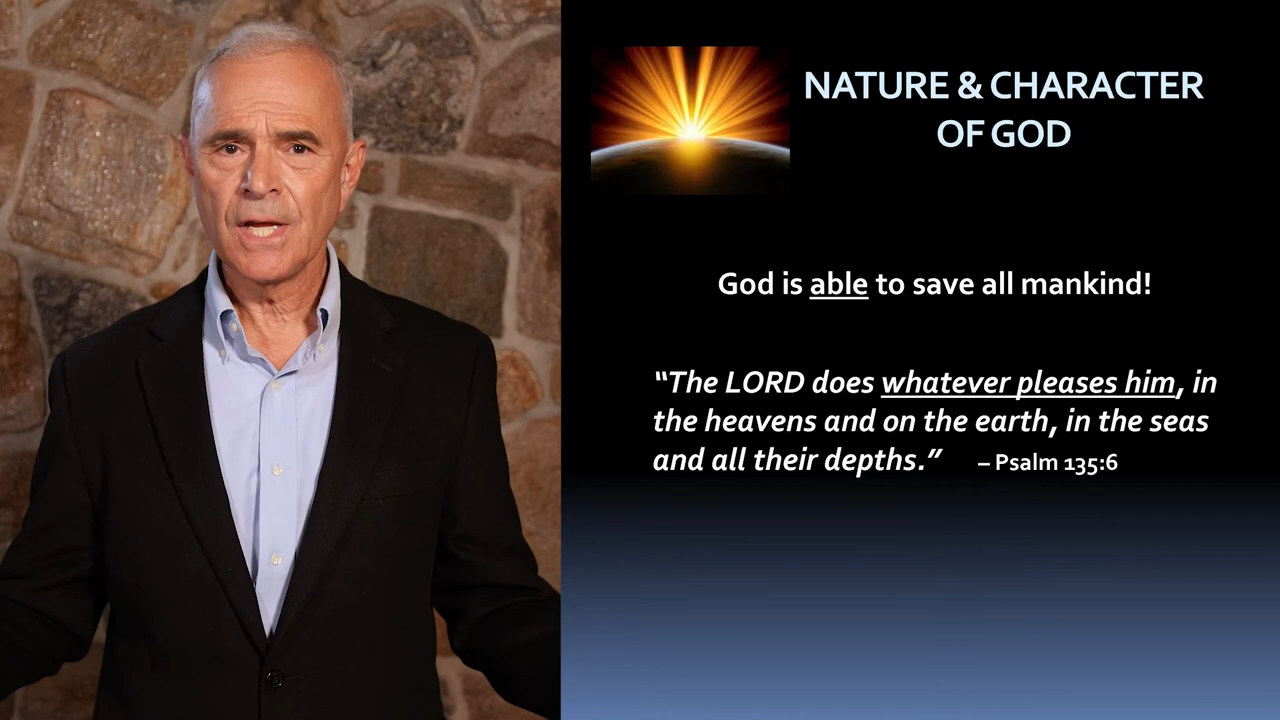 NATURE & CHARACTER
OF GOD
God is able to save all mankind!
“The LORD does whatever pleases him, in
the heavens and on the earth, in the seas
and all their depths.” – Psalm 135:6